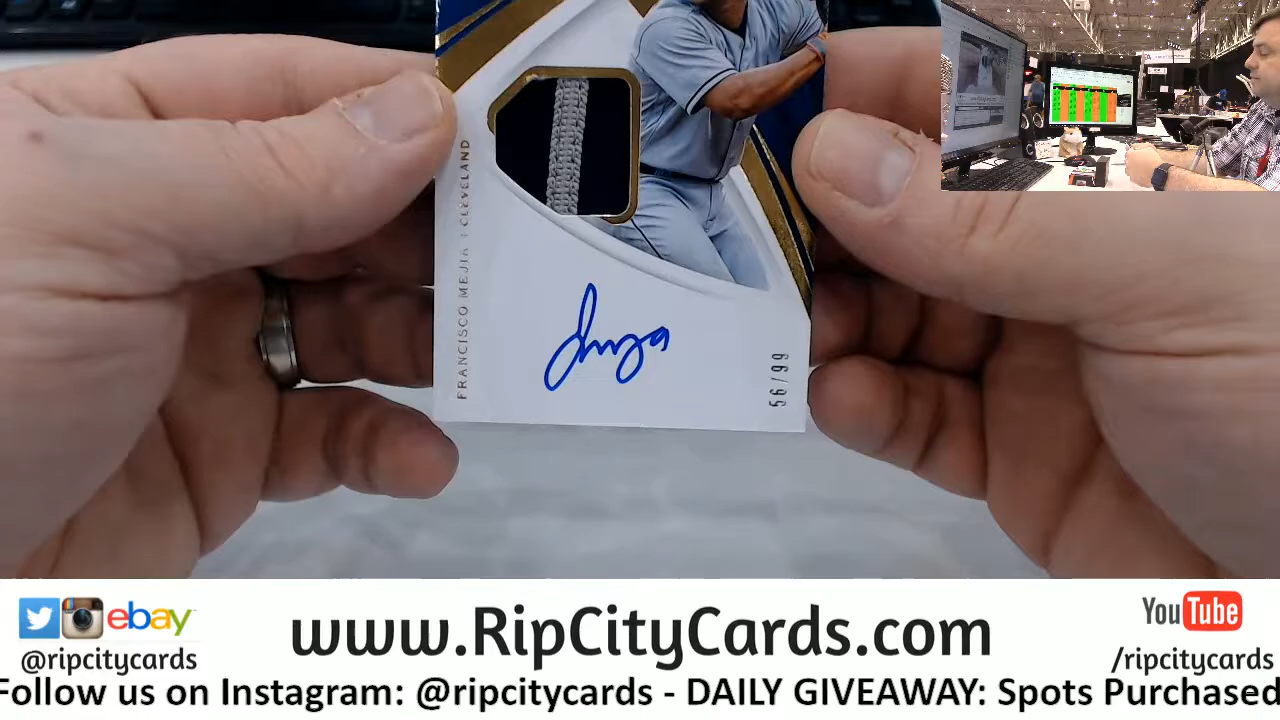 FRANCISCO MEJIA | CLEVELAND
56/99
ebay
@ripcitycards
www.RipCityCards.com
YouTube
/ripcitycards
Follow us on Instagram: @ripcitycards - DAILY GIVEAWAY: Spots Purchased